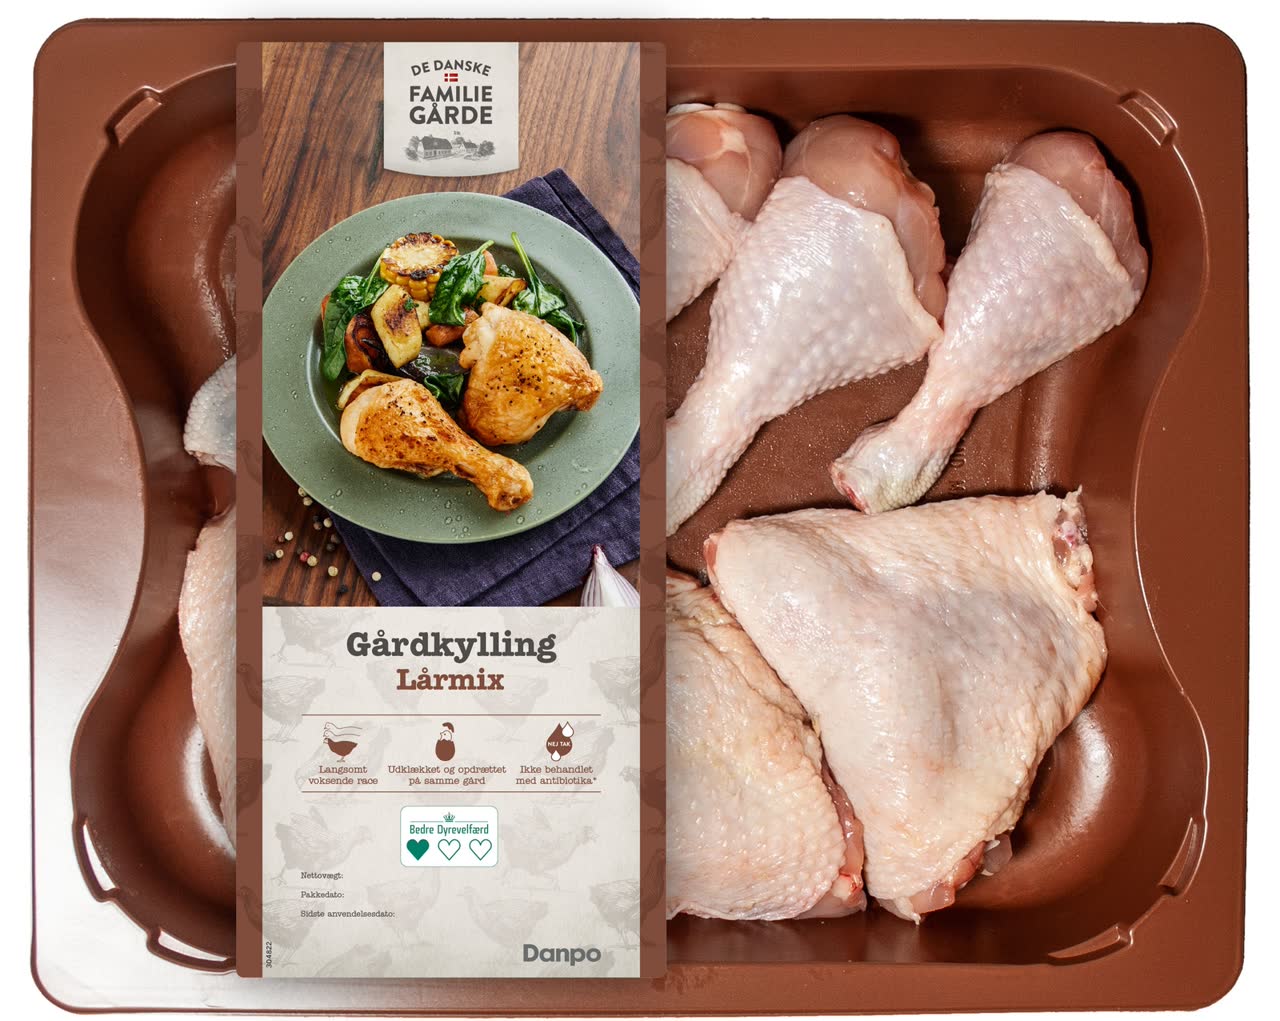 DE DANSKE
FAMILIE
GÅRDE
Gårdkylling
Lårmix
NEJ TAK
Langsomt
voksende race
Udklækket og opdrættet
på samme gård
Ikke behandlet
med antibiotika*
Bedre Dyrevelfærd
Nettovægt:
Pakkedato:
Sidste anvendelsesdato:
304822
Danpo